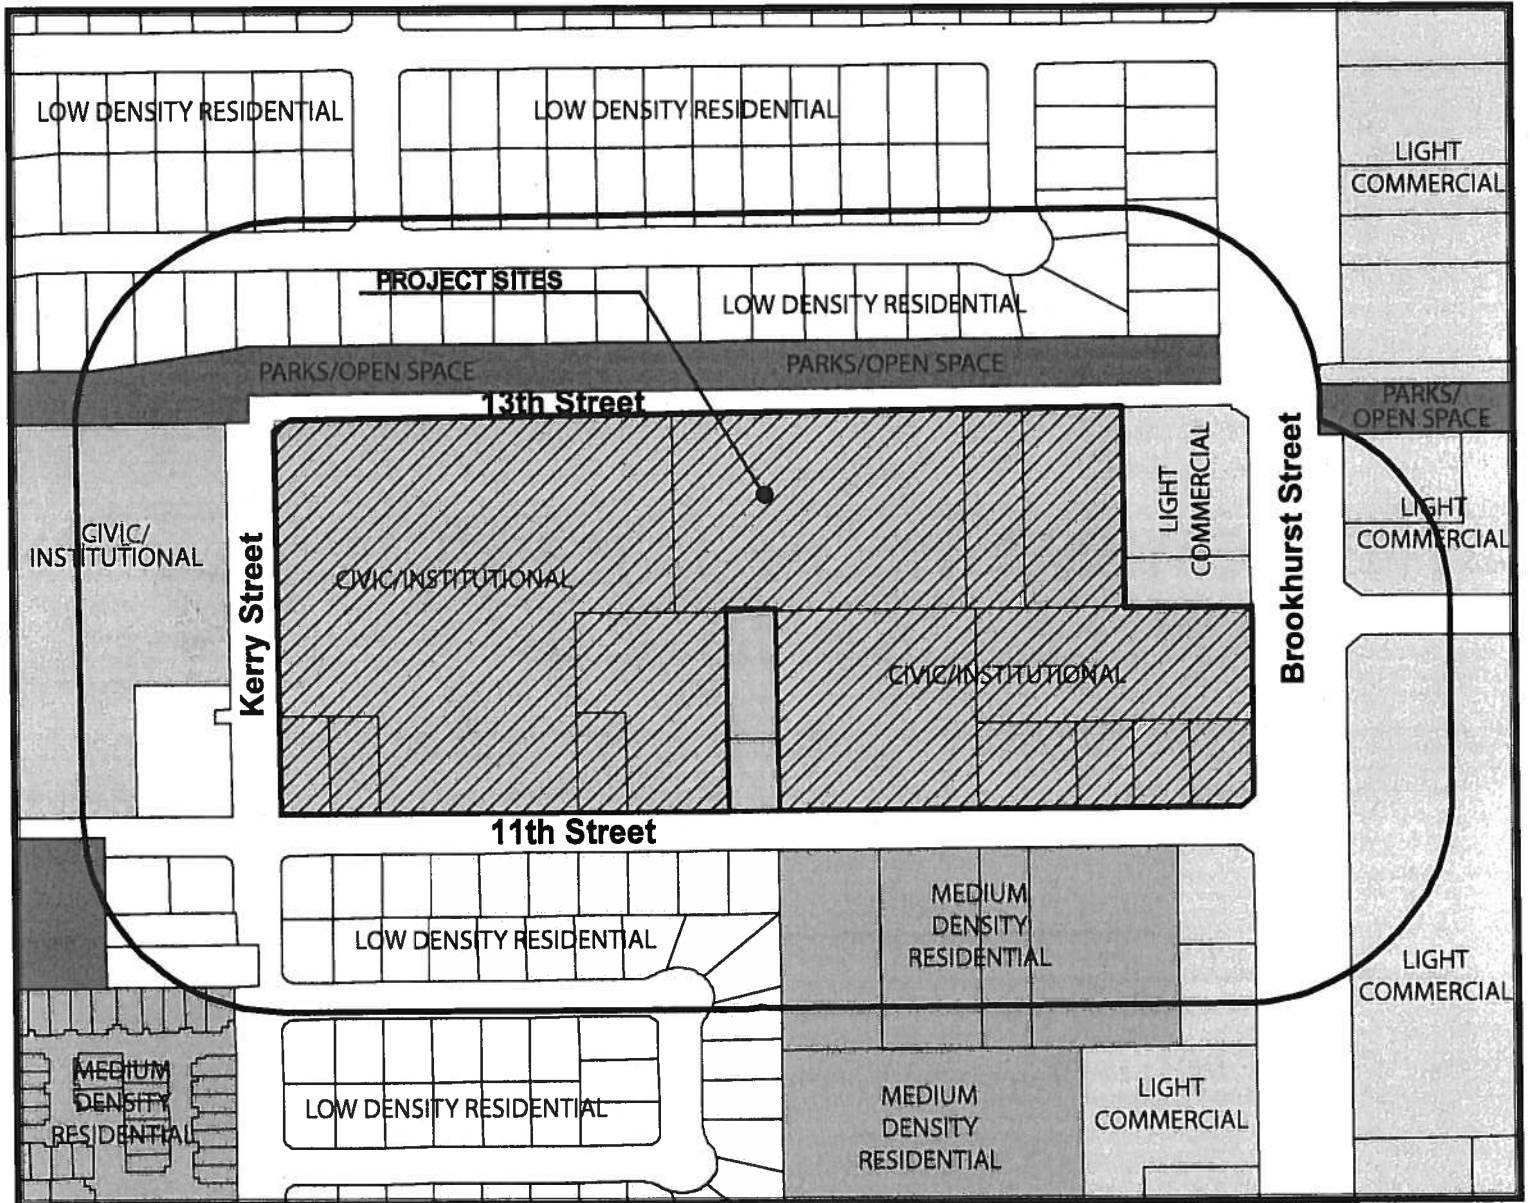 LOW DENSITY RESIDENTIAL
LOW DENSITY RESIDENTIAL
LIGHT
COMMERCIAL
PROJECT SITES
LOW DENSITY RESIDENTIAL
PARKS/OPEN SPACE
PARKS/OPEN SPACE
PARKS/
OPEN SPACE
13th Street
CIVIC/
INSTITUTIONAL
Kerry Street
CIVIC/INSTITUTIONAL
LIGHT
COMMERCIAL
Brookhurst Street
LIGHT
COMMERCIAL
CIVIC/INSTITUTIONAL
11th Street
LOW DENSITY RESIDENTIAL
MEDIUM
DENSITY
RESIDENTIAL
LIGHT
COMMERCIAL
MEDIUM
DENSITY
RESIDENTIAL
LOW DENSITY RESIDENTIAL
MEDIUM
DENSITY
RESIDENTIAL
LIGHT
COMMERCIAL